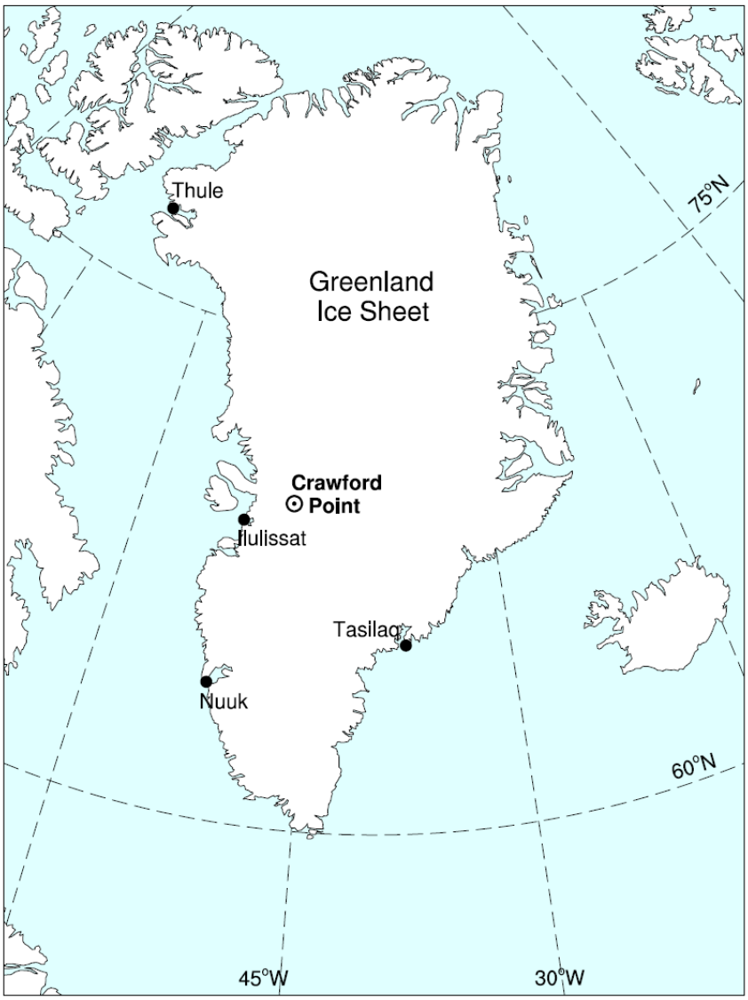 Thule
75°N
Greenland
Ice Sheet
Crawford
Point
Ilulissat
Tasilaq
Nuuk
60°N
45°W
30°W